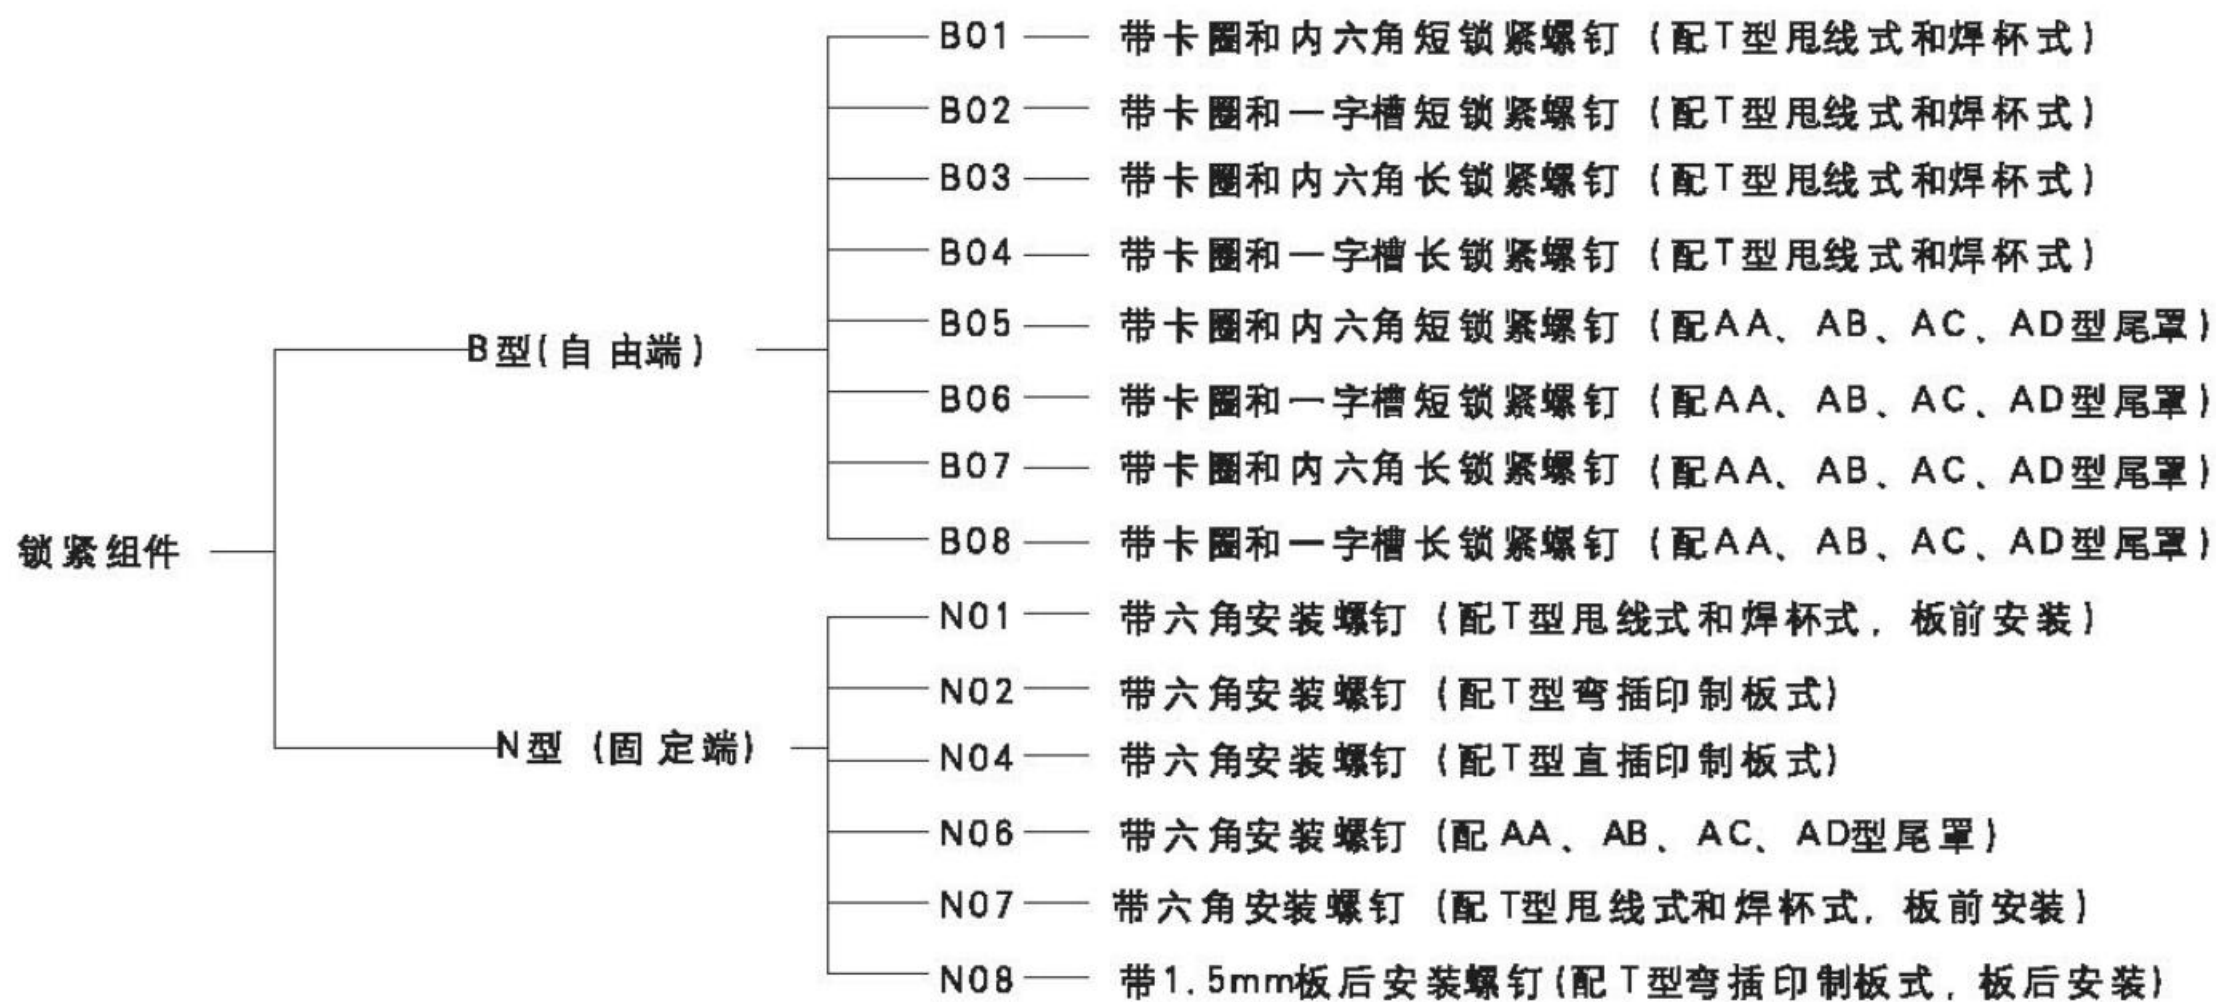 B01 带卡圈和内六角短锁紧螺钉 (配T型甩线式和焊杯式)
B02 带卡圈和一字槽短锁紧螺钉 (配T型甩线式和焊杯式)
B03 带卡圈和内六角长锁紧螺钉 (配T型甩线式和焊杯式)
B04 带卡圈和一字槽长锁紧螺钉 (配T型甩线式和焊杯式)
B05 带卡圈和内六角短锁紧螺钉 (配AA、AB、AC、AD型尾罩)
B型(自由端)
B06 带卡圈和一字槽短锁紧螺钉 (配AA、AB、AC、AD型尾罩)
B07 带卡圈和内六角长锁紧螺钉 (配AA、AB、AC、AD型尾罩)
B08 带卡圈和一字槽长锁紧螺钉 (配AA、AB、AC、AD型尾罩)
锁紧组件
N01 带六角安装螺钉 (配T型甩线式和焊杯式, 板前安装)
N02 带六角安装螺钉 (配T型弯插印制板式)
N型 (固定端)
N04 带六角安装螺钉 (配T型直插印制板式)
N06 带六角安装螺钉 (配 AA、AB、AC、AD型尾罩)
N07 带六角安装螺钉 (配 T型甩线式和焊杯式, 板前安装)
N08 带1.5mm板后安装螺钉(配 T型弯插印制板式, 板后安装)